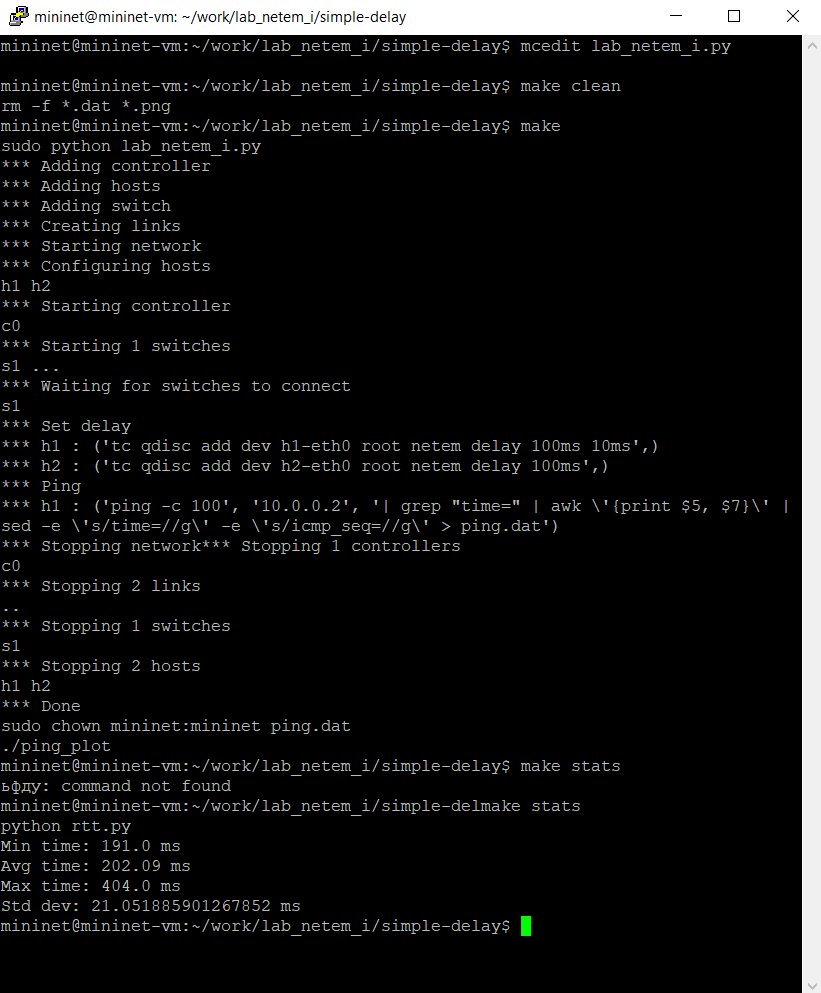 mininet@mininet-vm: ~/work/lab_netem_i/simple-delay
mininet@mininet-vm:~/work/lab_netem_i/simple-delay$ mcedit lab_netem_i.py
mininet@mininet-vm:~/work/lab_netem_i/simple-delay$ make clean
rm -f *.dat *.png
mininet@mininet-vm:~/work/lab_netem_i/simple-delay$ make
sudo python lab_netem_i.py
*** Adding controller
*** Adding hosts
*** Adding switch
*** Creating links
*** Starting network
*** Configuring hosts
h1 h2
*** Starting controller
c0
*** Starting 1 switches
s1 ...
*** Waiting for switches to connect
s1
*** Set delay
*** h1 : ('tc qdisc add dev h1-eth0 root netem delay 100ms 10ms',)
*** h2 : ('tc qdisc add dev h2-eth0 root netem delay 100ms',)
*** Ping
*** h1 : ('ping -c 100', '10.0.0.2', '| grep "time=" | awk \'{print $5, $7}\' |
sed -e \'s/time=//g\' -e \'s/icmp_seq=//g\' > ping.dat')
*** Stopping network*** Stopping 1 controllers
c0
*** Stopping 2 links
..
*** Stopping 1 switches
s1
*** Stopping 2 hosts
h1 h2
*** Done
sudo chown mininet:mininet ping.dat
./ping_plot
mininet@mininet-vm:~/work/lab_netem_i/simple-delay$ make stats
ьфду: command not found
mininet@mininet-vm:~/work/lab_netem_i/simple-delmake stats
python rtt.py
Min time: 191.0 ms
Avg time: 202.09 ms
Max time: 404.0 ms
Std dev: 21.051885901267852 ms
mininet@mininet-vm:~/work/lab_netem_i/simple-delay$